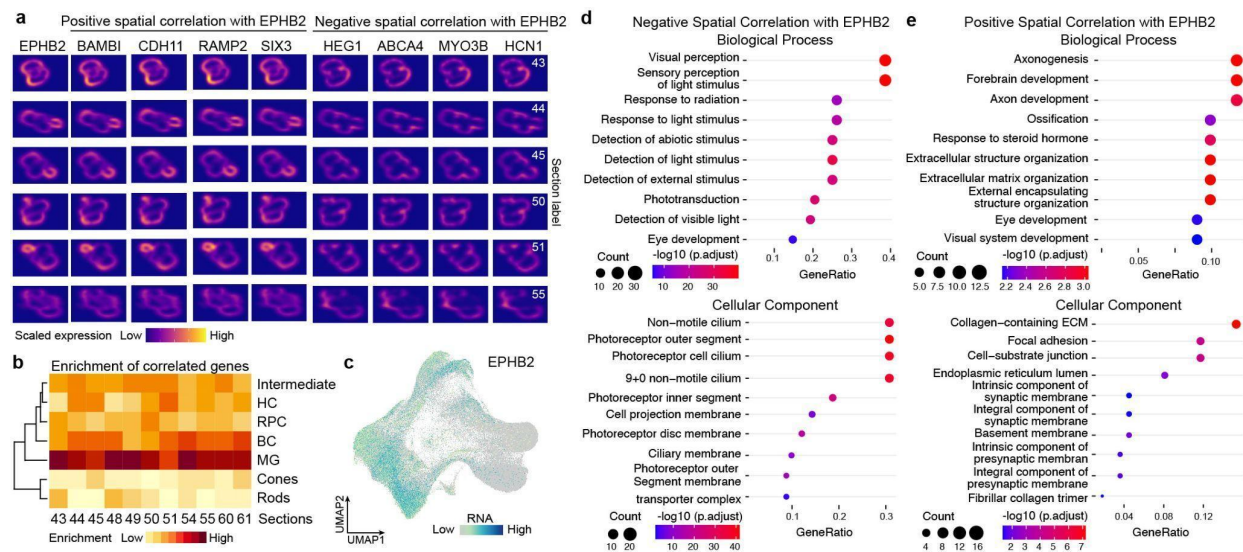 a
Positive spatial correlation with EPHB2
Negative spatial correlation with EPHB2
EPHB2 BAMBI CDH11 RAMP2 SIX3 HEG1 ABCA4 MYO3B HCN1
43
44
45
50
51
55
Section label
Scaled expression Low High
b
Enrichment of correlated genes
Intermediate
HC
RPC
BC
MG
Cones
Rods
43 44 45 48 49 50 51 54 55 60 61 Sections
Enrichment Low High
c
EPHB2
UMAP2
UMAP1
RNA
Low High
d
Negative Spatial Correlation with EPHB2
Biological Process
Visual perception
Sensory perception
of light stimulus
Response to radiation
Response to light stimulus
Detection of abiotic stimulus
Detection of light stimulus
Detection of external stimulus
Phototransduction
Detection of visible light
Eye development
0.1 0.2 0.3 0.4
GeneRatio
Count
10 20 30
-log10 (p.adjust)
10 20 30
Cellular Component
Non-motile cilium
Photoreceptor outer segment
Photoreceptor cell cilium
9+0 non-motile cilium
Photoreceptor inner segment
Cell projection membrane
Photoreceptor disc membrane
Ciliary membrane
Photoreceptor outer
Segment membrane
transporter complex
0.1 0.2 0.3
GeneRatio
Count
10 20
-log10 (p.adjust)
10 20 30 40
e
Positive Spatial Correlation with EPHB2
Biological Process
Axonogenesis
Forebrain development
Axon development
Ossification
Response to steroid hormone
Extracellular structure organization
Extracellular matrix organization
External encapsulating
structure organization
Eye development
Visual system development
0.05 0.10
GeneRatio
Count
5.0 7.5 10.0 12.5
-log10 (p.adjust)
2.2 2.4 2.6 2.8 3.0
Cellular Component
Collagen-containing ECM
Focal adhesion
Cell-substrate junction
Endoplasmic reticulum lumen
Intrinsic component of
synaptic membrane
Integral component of
synaptic membrane
Basement membrane
Intrinsic component of
presynaptic membran
Integral component of
presynaptic membrane
Fibrillar collagen trimer
0.04 0.08 0.12
GeneRatio
Count
4 8 12 16
-log10 (p.adjust)
2 3 4 5 6 7